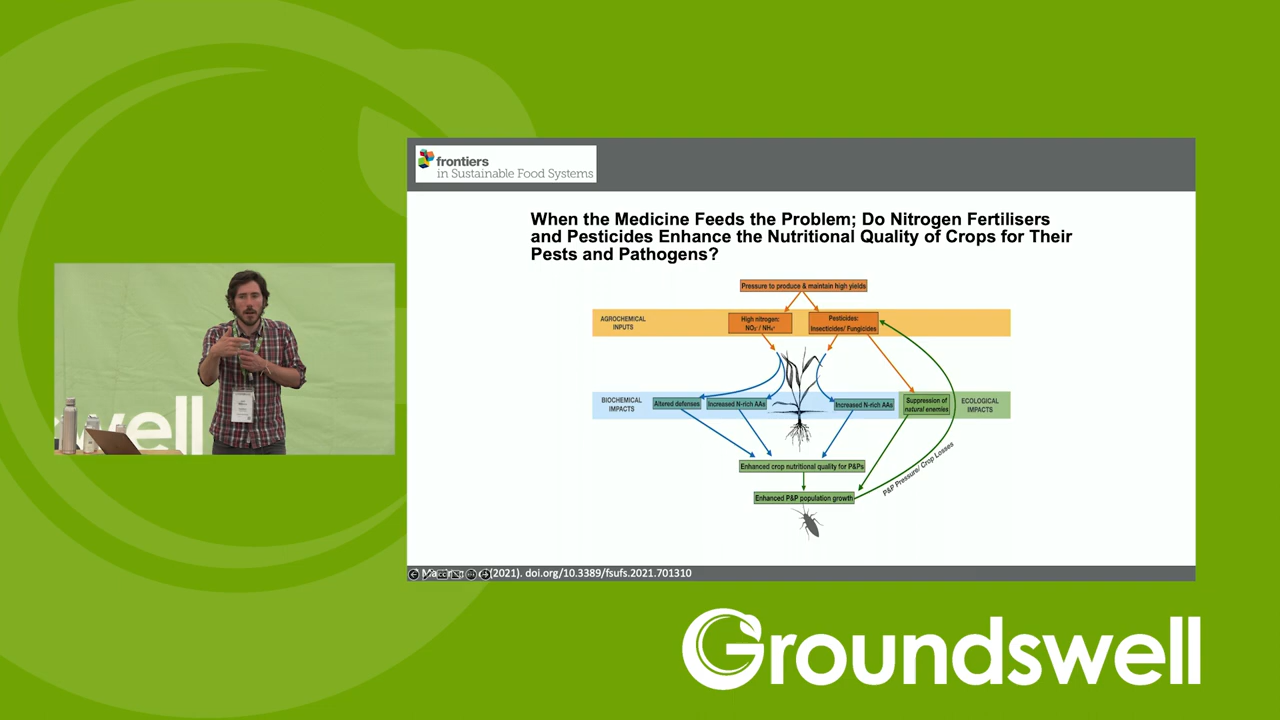 frontiers
in Sustainable Food Systems
When the Medicine Feeds the Problem; Do Nitrogen Fertilisers
and Pesticides Enhance the Nutritional Quality of Crops for Their
Pests and Pathogens?
Pressure to produce & maintain high yields
AGROCHEMICAL
INPUTS
High nitrogen:
NO₃⁻/ NH₄⁺
Pesticides:
Insecticides/ Fungicides
BIOCHEMICAL
IMPACTS
Altered defenses
Increased N-rich AAs
Increased N-rich AAs
Suppression of
natural enemies
ECOLOGICAL
IMPACTS
Enhanced crop nutritional quality for P&Ps
Enhanced P&P population growth
P&P Pressure/ Crop Losses
(2021). doi.org/10.3389/fsufs.2021.701310
swell
Groundswell